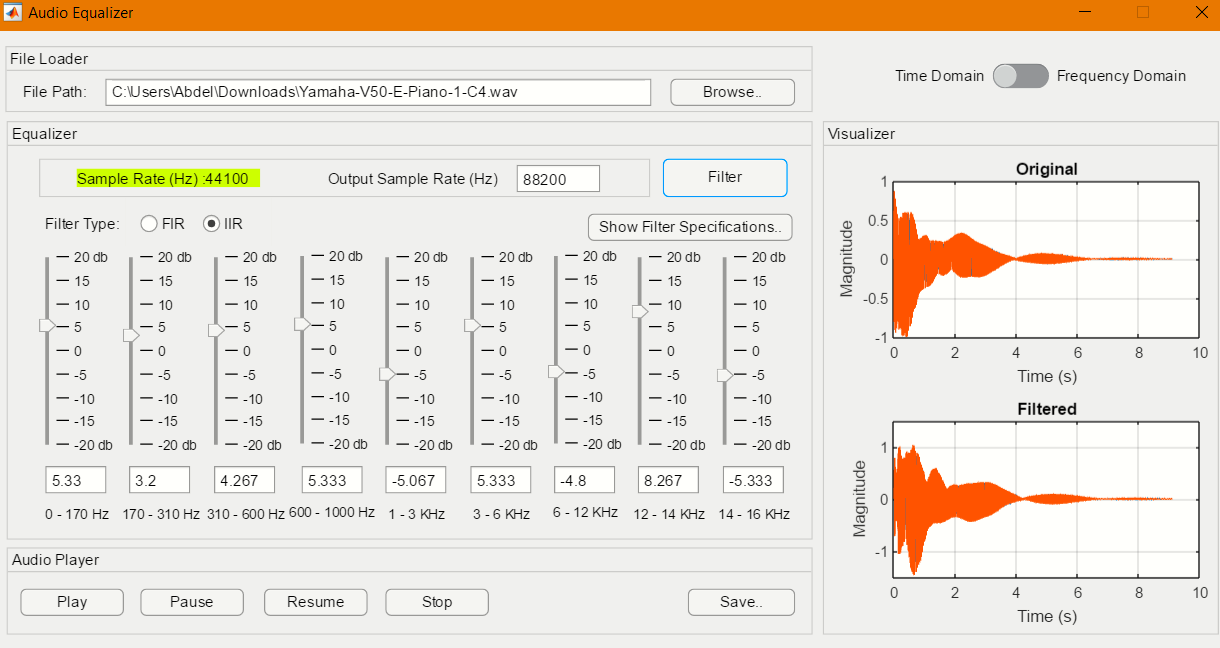 Audio Equalizer
File Loader
File Path: C:\Users\Abdel\Downloads\Yamaha-V50-E-Piano-1-C4.wav Browse..
Time Domain Frequency Domain
Equalizer
Sample Rate (Hz) :44100 Output Sample Rate (Hz) 88200 Filter
Filter Type: FIR IIR
Show Filter Specifications..
20 db 20 db 20 db 20 db 20 db 20 db 20 db 20 db 20 db
15 15 15 15 15 15 15 15 15
10 10 10 10 10 10 10 10 10
5 5 5 5 5 5 5 5 5
0 0 0 0 0 0 0 0 0
-5 -5 -5 -5 -5 -5 -5 -5 -5
-10 -10 -10 -10 -10 -10 -10 -10 -10
-15 -15 -15 -15 -15 -15 -15 -15 -15
-20 db -20 db -20 db -20 db -20 db -20 db -20 db -20 db -20 db
5.33 3.2 4.267 5.333 -5.067 5.333 -4.8 8.267 -5.333
0 - 170 Hz 170 - 310 Hz 310 - 600 Hz 600 - 1000 Hz 1 - 3 KHz 3 - 6 KHz 6 - 12 KHz 12 - 14 KHz 14 - 16 KHz
Audio Player
Play Pause Resume Stop Save..
Visualizer
Original
Magnitude
1
0.5
0
-0.5
-1
0 2 4 6 8 10
Time (s)
Filtered
Magnitude
1
0
-1
0 2 4 6 8 10
Time (s)